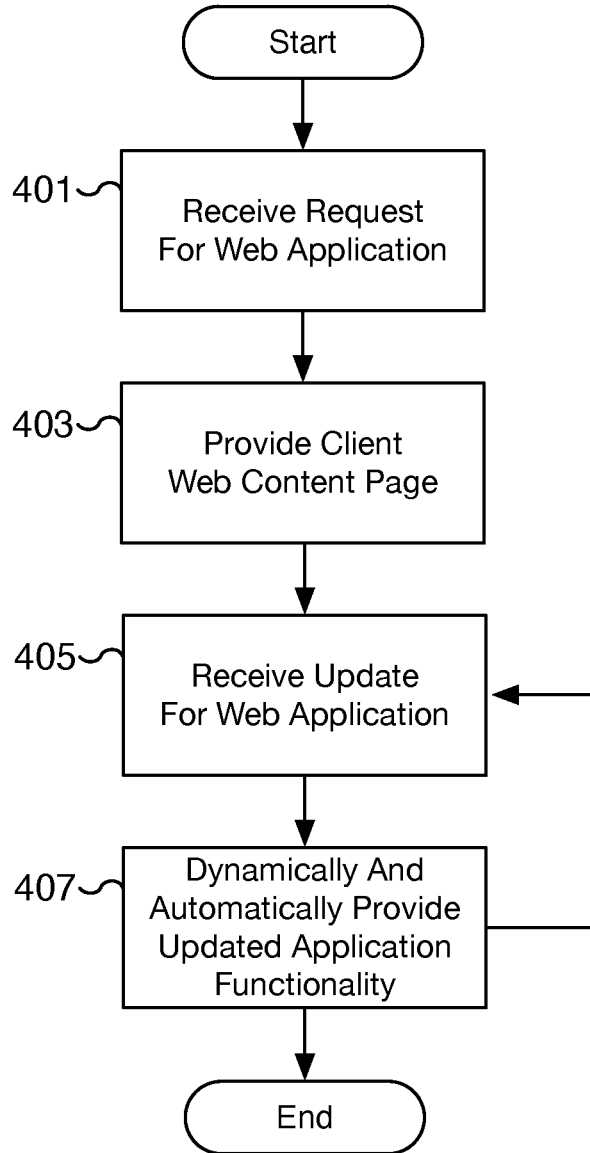 Start
401
Receive Request
For Web Application
403
Provide Client
Web Content Page
405
Receive Update
For Web Application
407
Dynamically And
Automatically Provide
Updated Application
Functionality
End